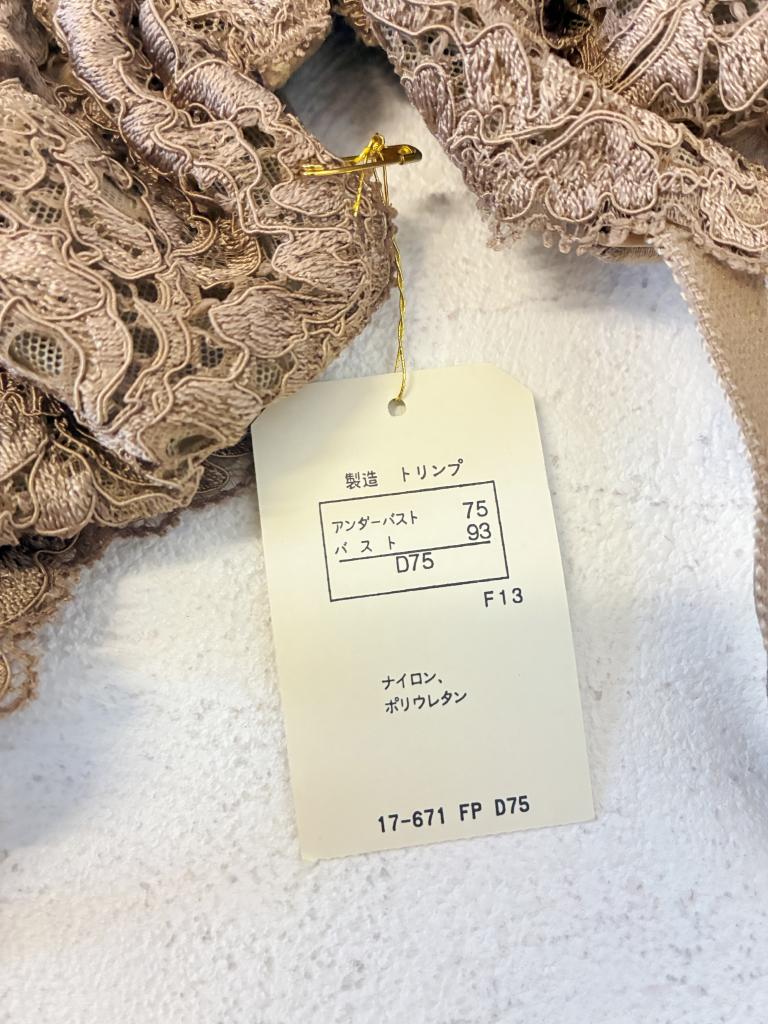 製造 トリンプ
アンダーバスト 75
バスト 93
D75
F13
ナイロン、
ポリウレタン
17-671 FP D75